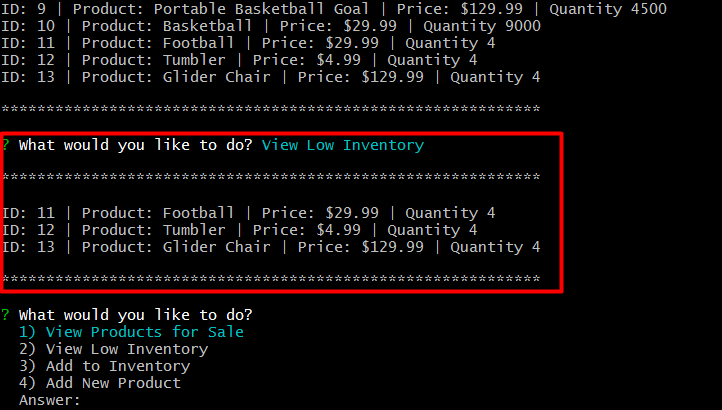 ID: 9 | Product: Portable Basketball Goal | Price: $129.99 | Quantity 4500
ID: 10 | Product: Basketball | Price: $29.99 | Quantity 9000
ID: 11 | Product: Football | Price: $29.99 | Quantity 4
ID: 12 | Product: Tumbler | Price: $4.99 | Quantity 4
ID: 13 | Product: Glider Chair | Price: $129.99 | Quantity 4
************************************************************
? What would you like to do? View Low Inventory
************************************************************
ID: 11 | Product: Football | Price: $29.99 | Quantity 4
ID: 12 | Product: Tumbler | Price: $4.99 | Quantity 4
ID: 13 | Product: Glider Chair | Price: $129.99 | Quantity 4
************************************************************
? What would you like to do?
1) View Products for Sale
2) View Low Inventory
3) Add to Inventory
4) Add New Product
Answer: